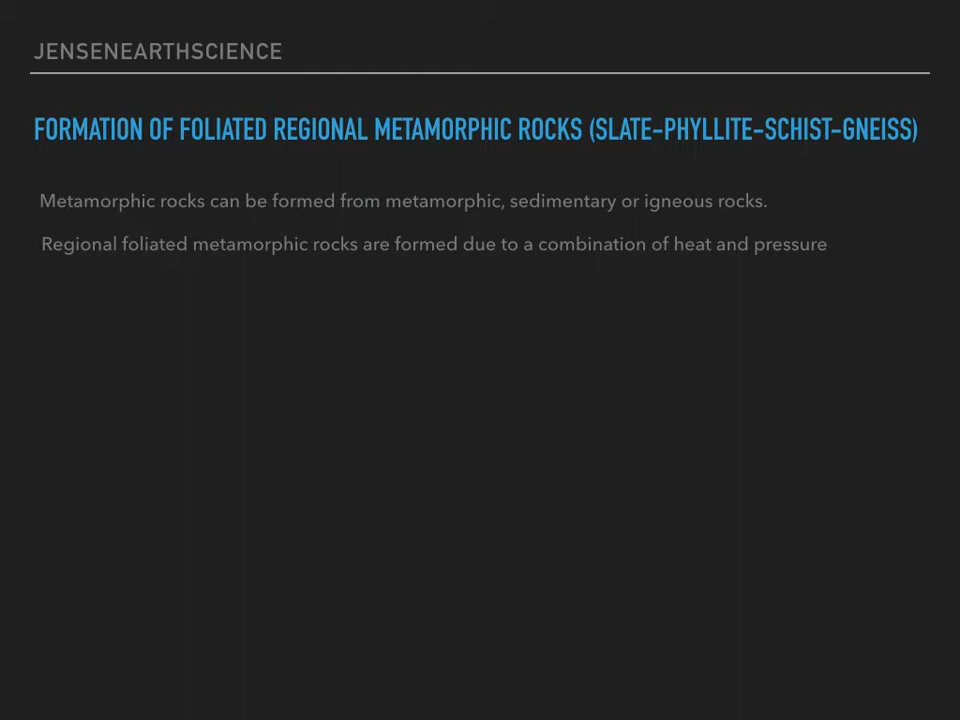 JENSENEARTHSCIENCE
FORMATION OF FOLIATED REGIONAL METAMORPHIC ROCKS (SLATE-PHYLLITE-SCHIST-GNEISS)
Metamorphic rocks can be formed from metamorphic, sedimentary or igneous rocks.
Regional foliated metamorphic rocks are formed due to a combination of heat and pressure